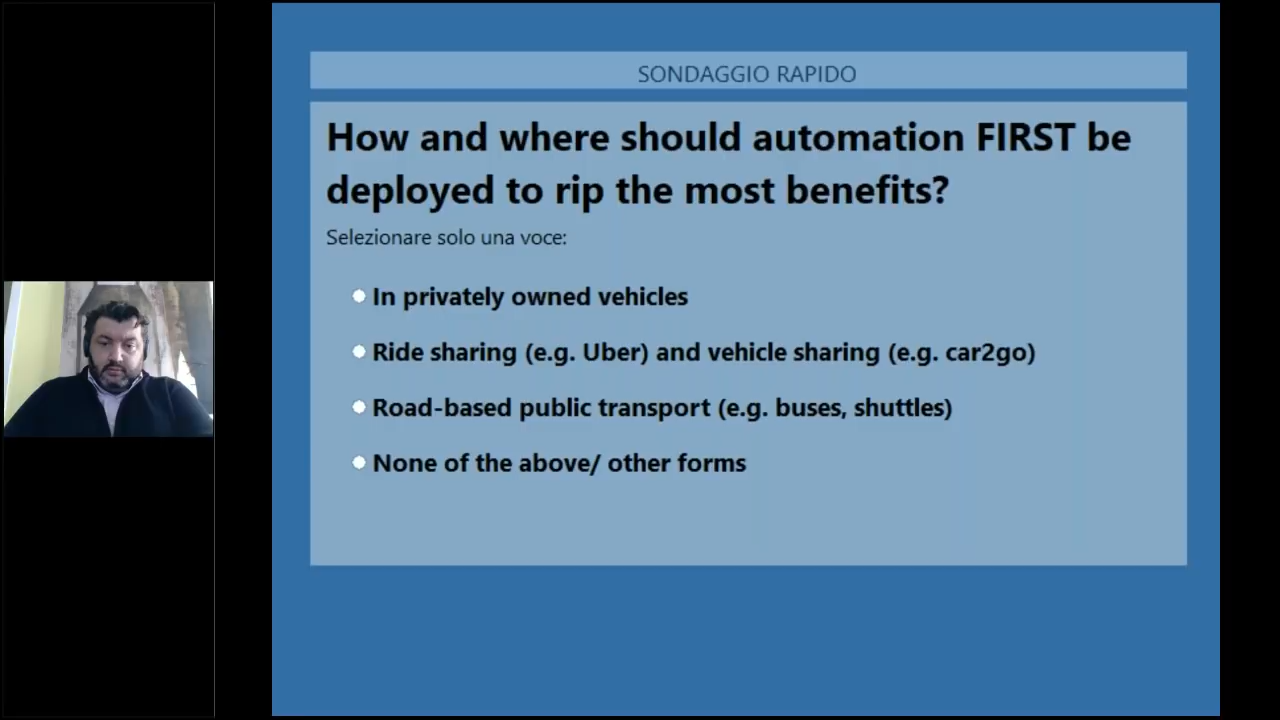 SONDAGGIO RAPIDO
How and where should automation FIRST be
deployed to rip the most benefits?
Selezionare solo una voce:
In privately owned vehicles
Ride sharing (e.g. Uber) and vehicle sharing (e.g. car2go)
Road-based public transport (e.g. buses, shuttles)
None of the above/ other forms